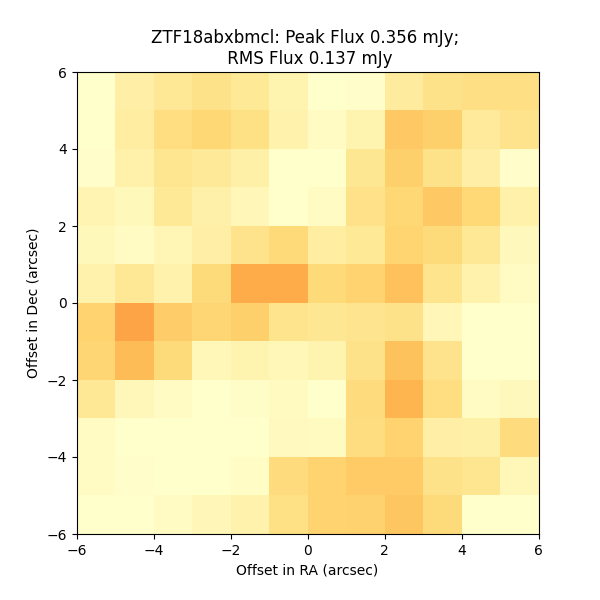 ZTF18abxbmcl: Peak Flux 0.356 mJy;
RMS Flux 0.137 mJy
6
4
2
0
−2
−4
−6
Offset in Dec (arcsec)
−6 −4 −2 0 2 4 6
Offset in RA (arcsec)